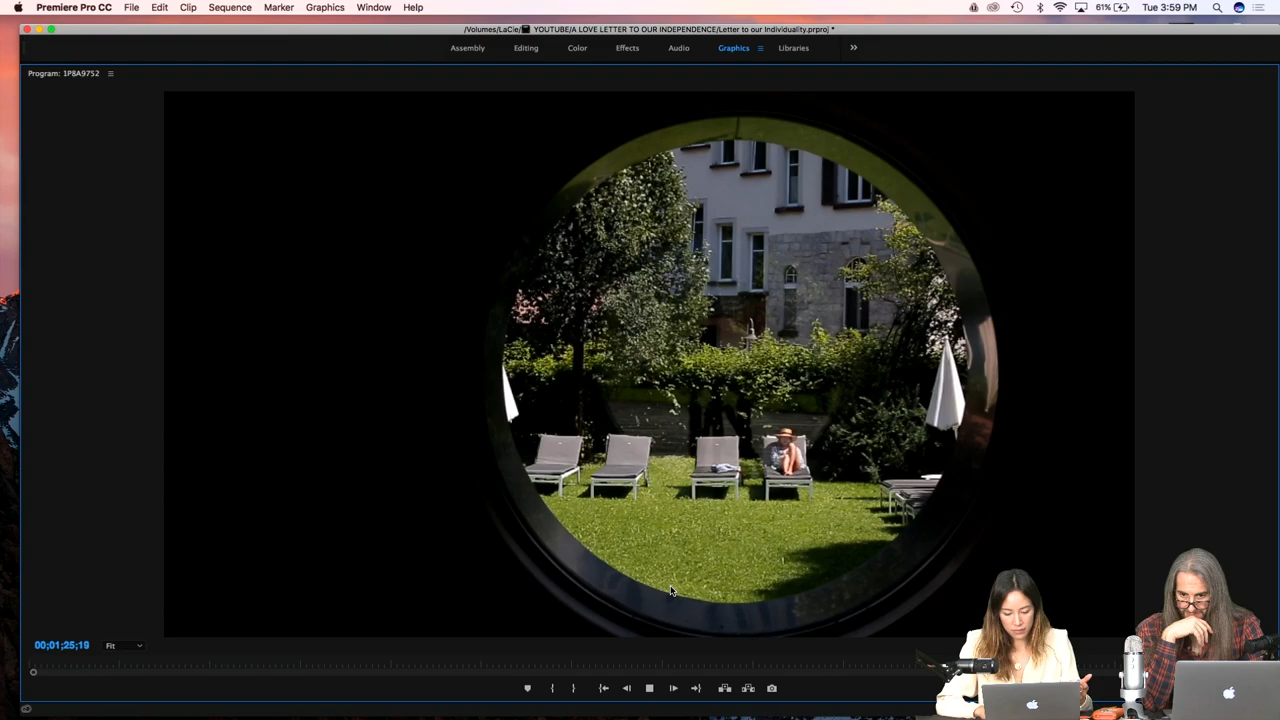 Premiere Pro CC File Edit Clip Sequence Marker Graphics Window Help 61% Tue 3:59 PM
/Volumes/LaCie/ YOUTUBE/A LOVE LETTER TO OUR INDEPENDENCE/Letter to our Individuality.prproj *
Assembly Editing Color Effects Audio Graphics Libraries
Program: 1P8A9752
00;01;25;19 Fit